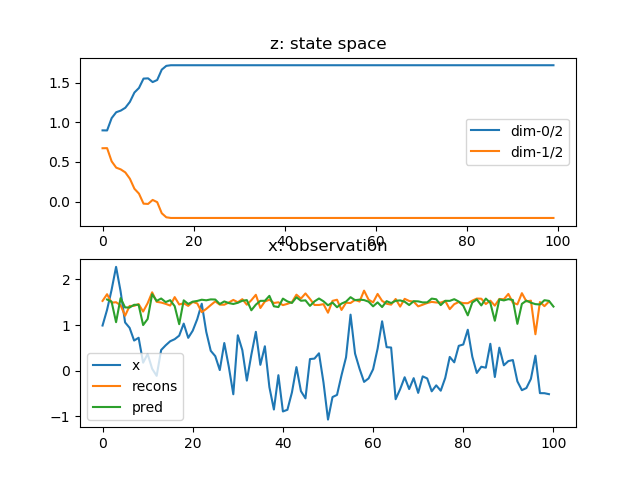 z: state space
1.5
1.0
0.5
0.0
dim-0/2
dim-1/2
0 20 40 60 80 100
x: observation
2
1
0
−1
x
recons
pred
0 20 40 60 80 100